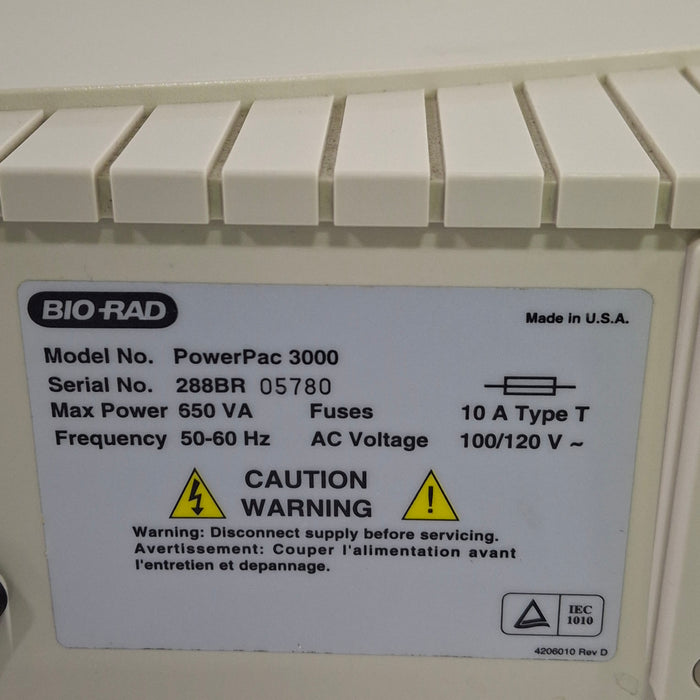 BIO-RAD
Made in U.S.A.
Model No. PowerPac 3000
Serial No. 288BR 05780
Max Power 650 VA Fuses 10 A Type T
Frequency 50-60 Hz AC Voltage 100/120 V ~
CAUTION
WARNING
Warning: Disconnect supply before servicing.
Avertissement: Couper l'alimentation avant
l'entretien et depannage.
IEC
1010
4206010 Rev D